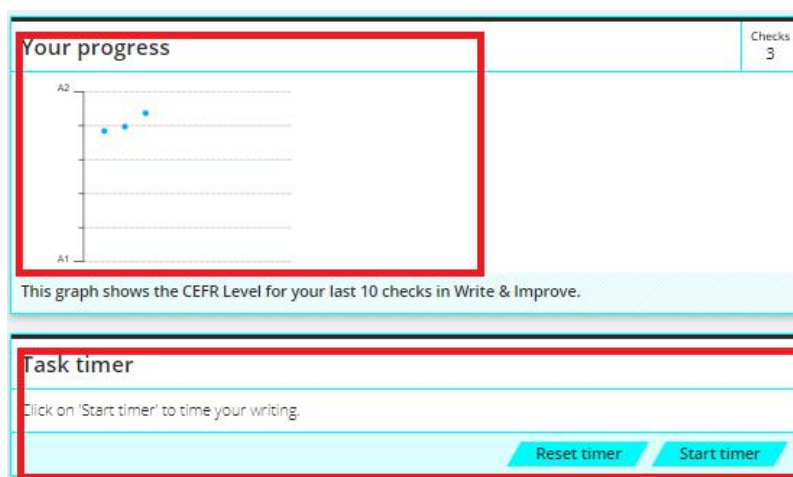 Your progress
Checks
3
A2
A1
This graph shows the CEFR Level for your last 10 checks in Write & Improve.
Task timer
Click on 'Start timer' to time your writing.
Reset timer
Start timer